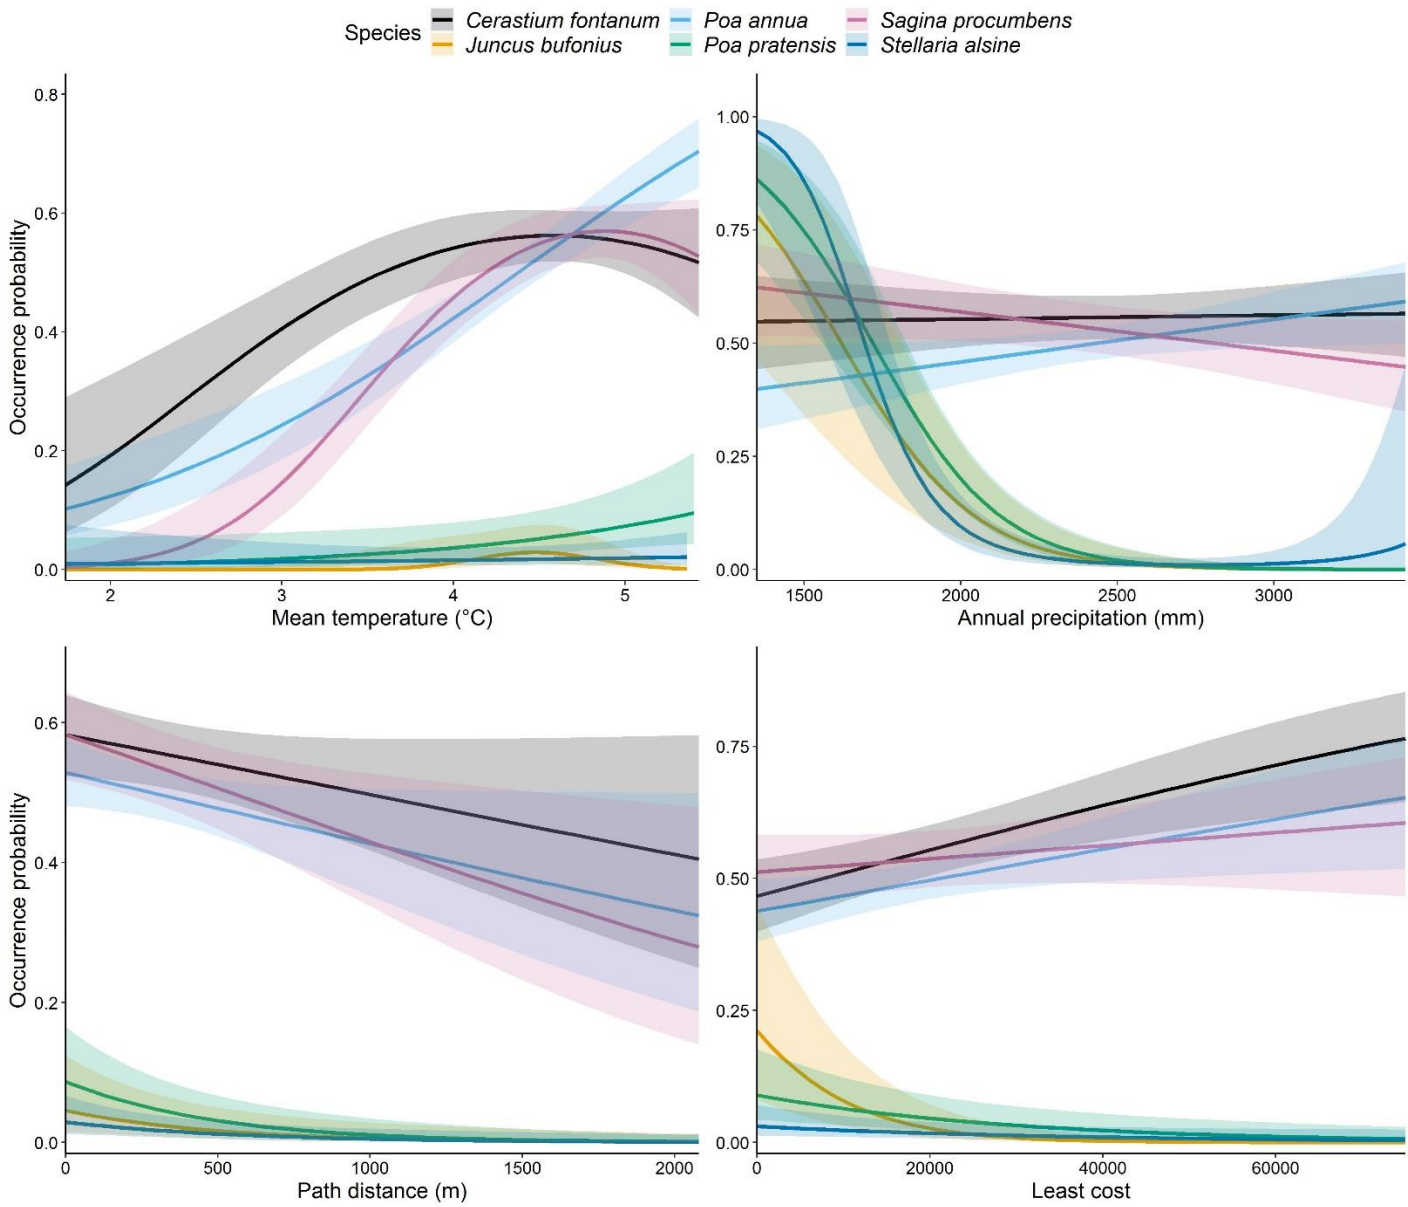 Species
Cerastium fontanum
Poa annua
Sagina procumbens
Juncus bufonius
Poa pratensis
Stellaria alsine
Occurrence probability
0.8
0.6
0.4
0.2
0.0
2 3 4 5
Mean temperature (°C)
1.00
0.75
0.50
0.25
0.00
1500 2000 2500 3000
Annual precipitation (mm)
Occurrence probability
0.6
0.4
0.2
0.0
0 500 1000 1500 2000
Path distance (m)
0.75
0.50
0.25
0.00
0 20000 40000 60000
Least cost